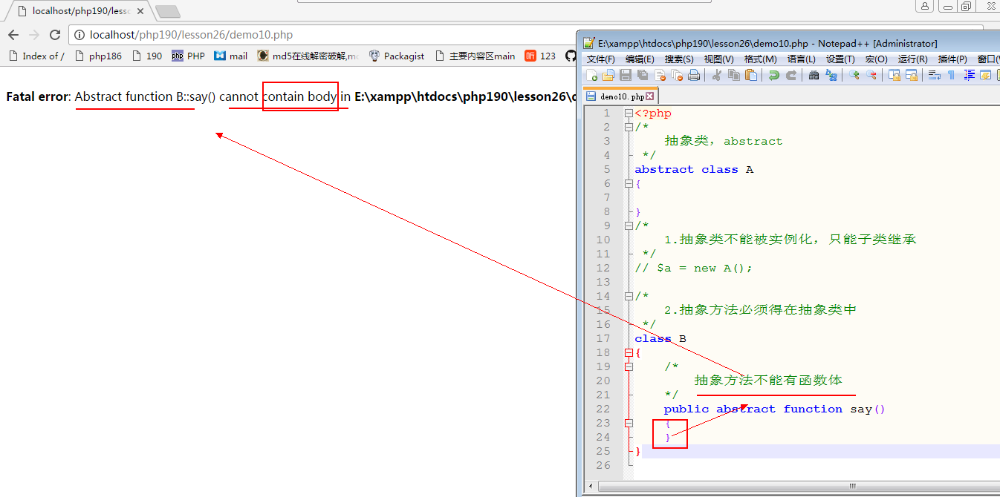 localhost/php190/less
localhost/php190/lesson26/demo10.php
Index of /
php186
190
php PHP
mail
md5在线解密破解,m
Packagist
主要内容区main
听 123
Fatal error: Abstract function B::say() cannot contain body in E:\xampp\htdocs\php190\lesson26\
E:\xampp\htdocs\php190\lesson26\demo10.php - Notepad++ [Administrator]
文件(F) 编辑(E) 搜索(S) 视图(V) 格式(M) 语言(L) 设置(T) 宏(O) 运行(R) 插件(P) 窗口(
demo10.php
1 <?php
2 /*
3 抽象类，abstract
4 */
5 abstract class A
6 {
7
8 }
9 /*
10 1.抽象类不能被实例化，只能子类继承
11 */
12 // $a = new A();
13
14 /*
15 2.抽象方法必须得在抽象类中
16 */
17 class B
18 {
19 /*
20 抽象方法不能有函数体
21 */
22 public abstract function say()
23 {
24 }
25 }
26